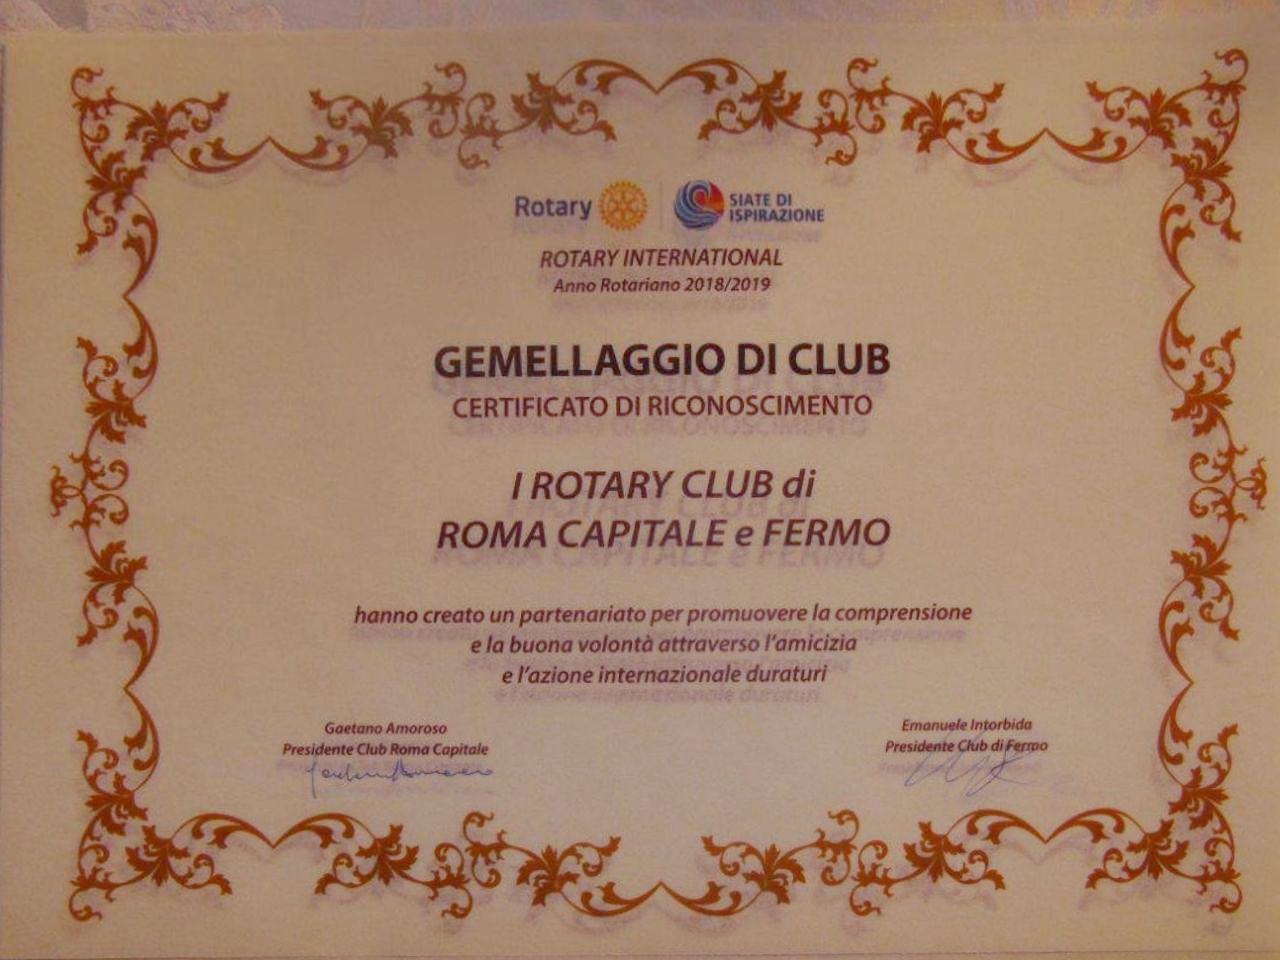 Rotary
SIATE DI
ISPIRAZIONE
ROTARY INTERNATIONAL
Anno Rotariano 2018/2019
GEMELLAGGIO DI CLUB
CERTIFICATO DI RICONOSCIMENTO
I ROTARY CLUB di
ROMA CAPITALE e FERMO
hanno creato un partenariato per promuovere la comprensione
e la buona volontà attraverso l'amicizia
e l'azione internazionale duraturi
Gaetano Amoroso
Presidente Club Roma Capitale
Emanuele Intorbida
Presidente Club di Fermo